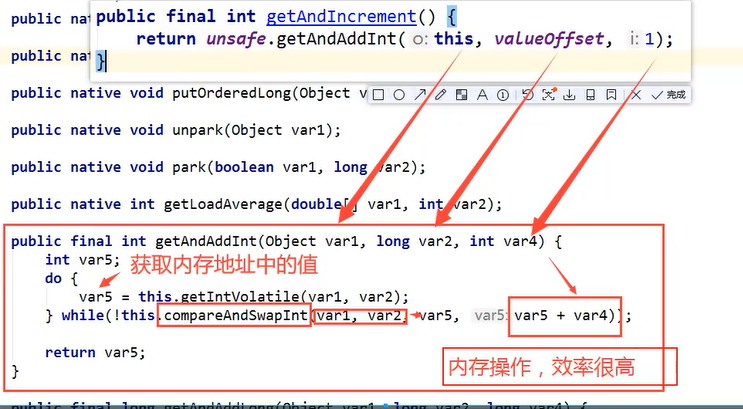 public nativ
public final int getAndIncrement() {
return unsafe.getAndAddInt( o: this, valueOffset, i: 1);
}
public nat
public native void putOrderedLong(Object v
完成
public native void unpark(Object var1);
public native void park(boolean var1, long var2);
public native int getLoadAverage(double[] var1, int var2);
public final int getAndAddInt(Object var1, long var2, int var4) {
int var5;
获取内存地址中的值
do {
var5 = this.getIntVolatile(var1, var2);
} while(!this.compareAndSwapInt(var1, var2, var5, var5: var5 + var4));
return var5;
内存操作，效率很高
}
public final long getAndAddLong(Object var1, long var2, long var4) {